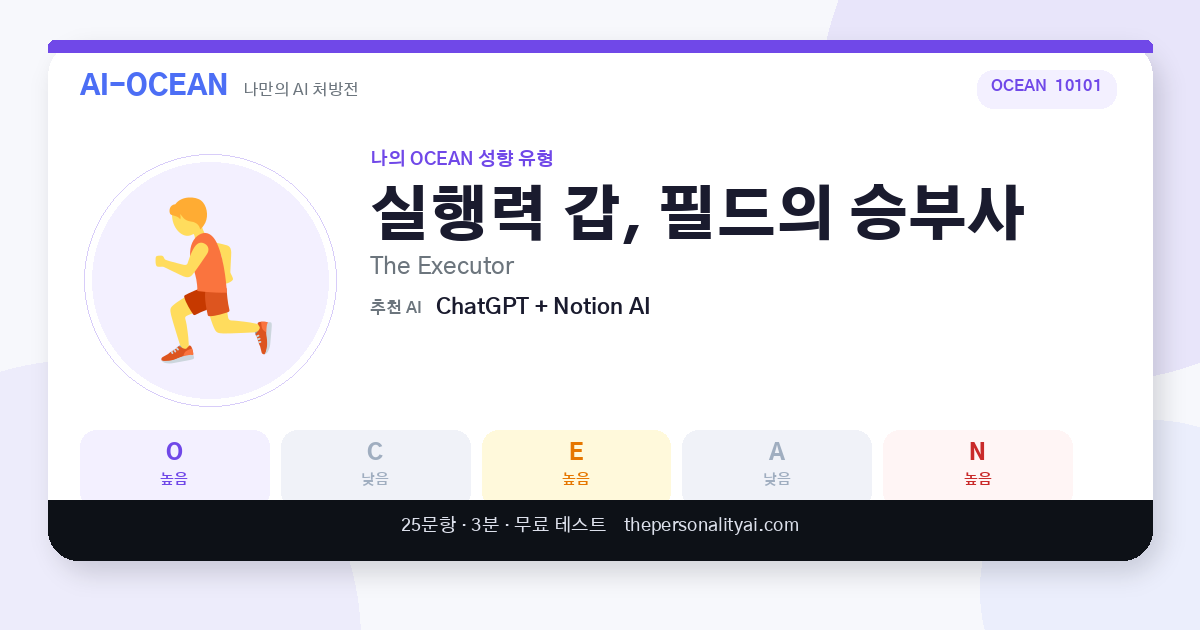 AI-OCEAN 나만의 AI 처방전
OCEAN 10101
나의 OCEAN 성향 유형
실행력 갑, 필드의 승부사
The Executor
추천 AI ChatGPT + Notion AI
O C E A N
높음 낮음 높음 낮음 높음
25문항 · 3분 · 무료 테스트 thepersonalityai.com